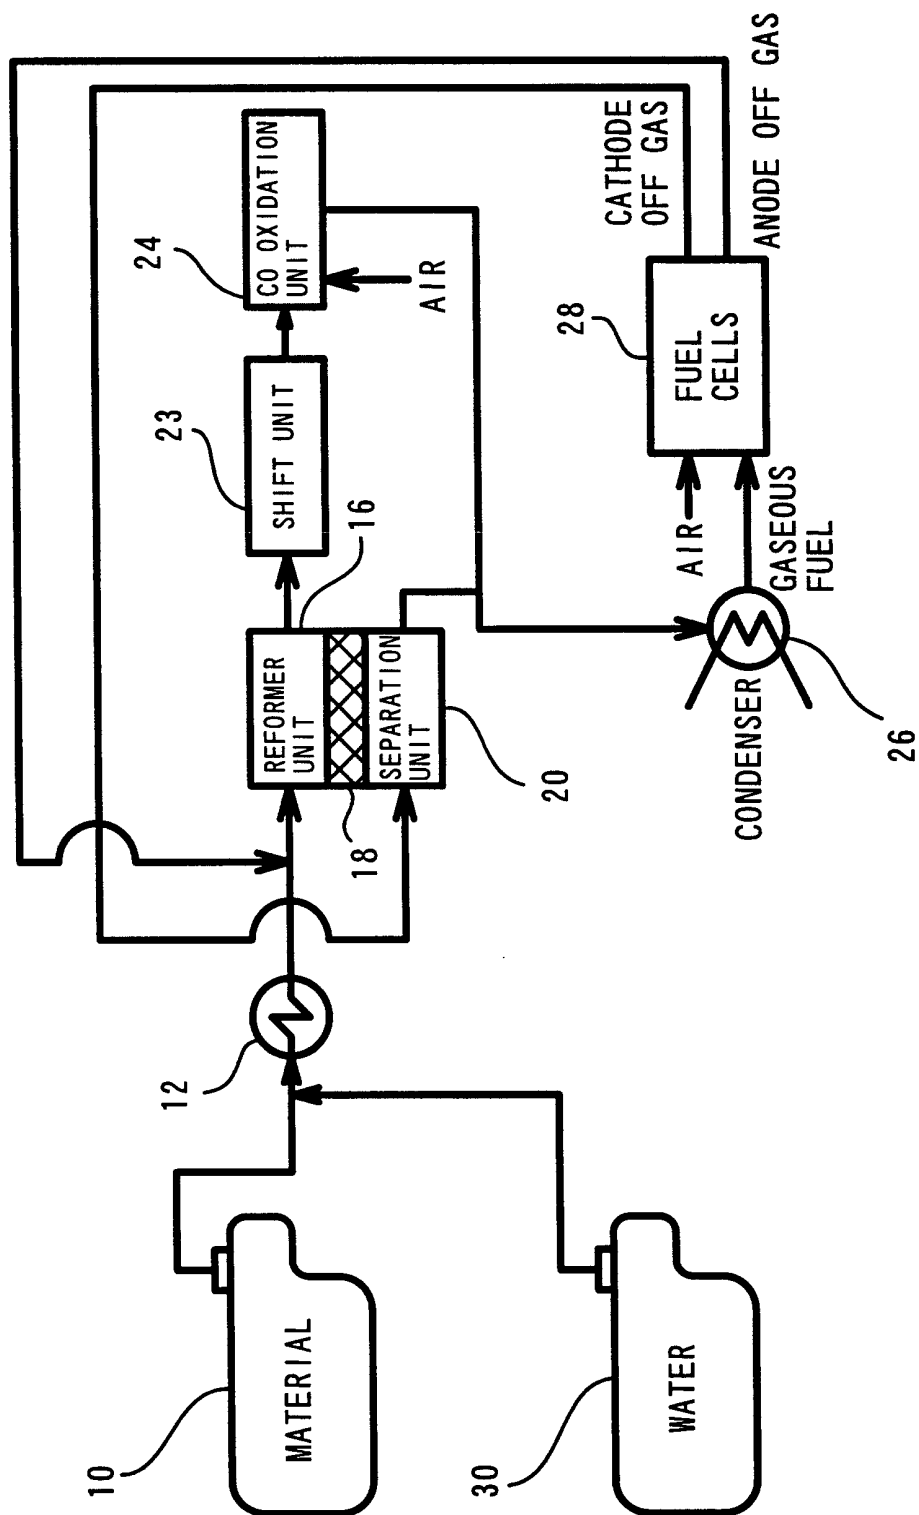 10
MATERIAL
30
WATER
12
REFORMER
UNIT
16
18
SEPARATION
UNIT
20
23
SHIFT UNIT
24
CO OXIDATION
UNIT
AIR
CONDENSER
26
GASEOUS
FUEL
AIR
28
FUEL
CELLS
CATHODE
OFF GAS
ANODE OFF GAS